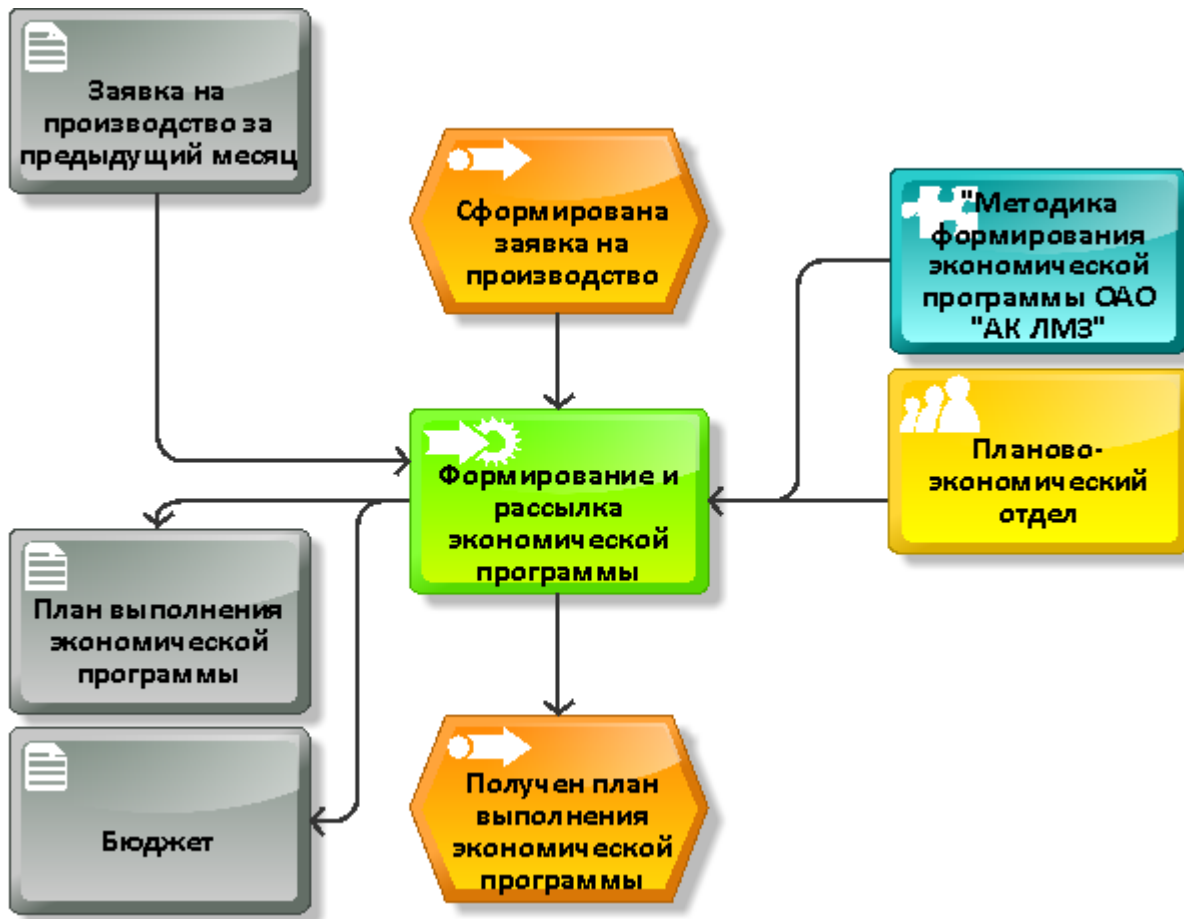 Заявка на
производство за
предыдущий месяц
Сформирована
заявка на
производство
"Методика
формирования
экономической
программы ОАО
"АК ЛМЗ"
Планово-
экономический
отдел
Формирование и
рассылка
экономической
программы
План выполнения
экономической
программы
Бюджет
Получен план
выполнения
экономической
программы